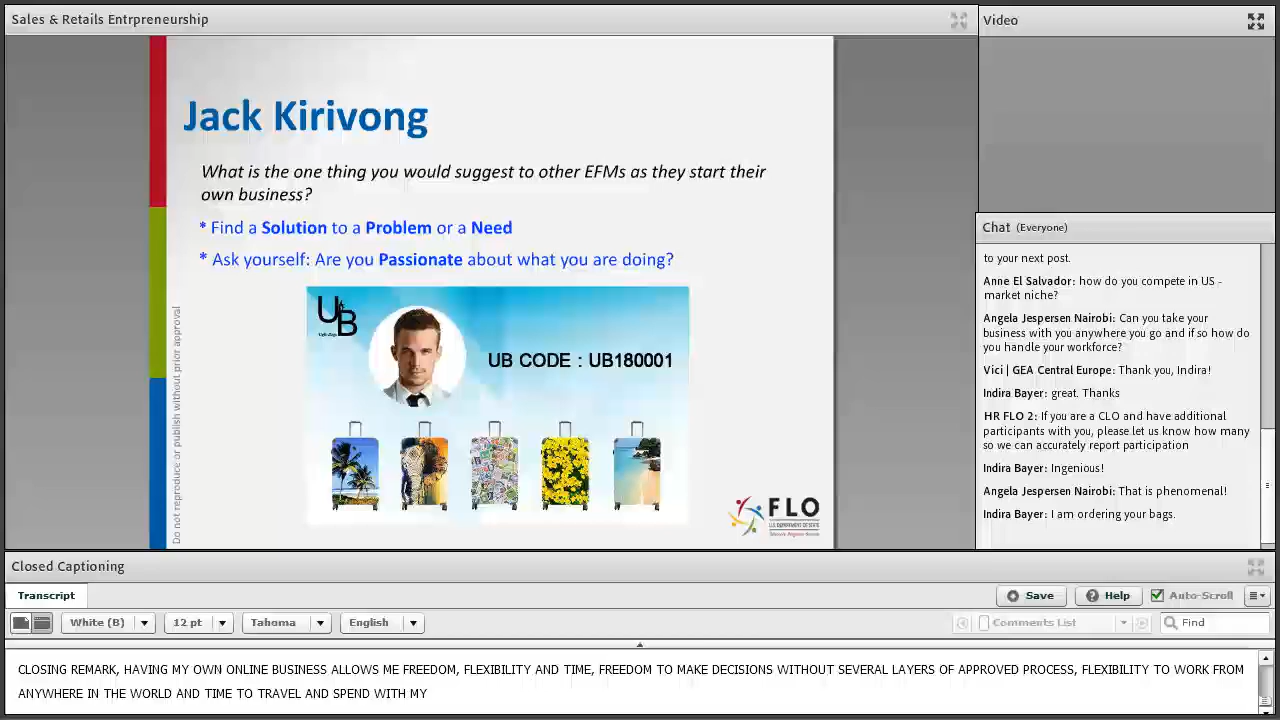 Sales & Retails Entrpreneurship
Jack Kirivong
What is the one thing you would suggest to other EFMs as they start their
own business?
* Find a Solution to a Problem or a Need
* Ask yourself: Are you Passionate about what you are doing?
UB
UB CODE : UB180001
Do not reproduce or publish without prior approval
FLO
U.S. DEPARTMENT OF STATE
Video
Chat (Everyone)
to your next post.
Anne El Salvador: how do you compete in US -
market niche?
Angela Jespersen Nairobi: Can you take your
business with you anywhere you go and if so how do
you handle your workforce?
Vici | GEA Central Europe: Thank you, Indira!
Indira Bayer: great. Thanks
HR FLO 2: If you are a CLO and have additional
participants with you, please let us know how many
so we can accurately report participation
Indira Bayer: Ingenious!
Angela Jespersen Nairobi: That is phenomenal!
Indira Bayer: I am ordering your bags.
Closed Captioning
Transcript
Save
Help
Auto-Scroll
White (B)
12 pt
Tahoma
English
Comments List
Find
CLOSING REMARK, HAVING MY OWN ONLINE BUSINESS ALLOWS ME FREEDOM, FLEXIBILITY AND TIME, FREEDOM TO MAKE DECISIONS WITHOUT SEVERAL LAYERS OF APPROVED PROCESS, FLEXIBILITY TO WORK FROM
ANYWHERE IN THE WORLD AND TIME TO TRAVEL AND SPEND WITH MY